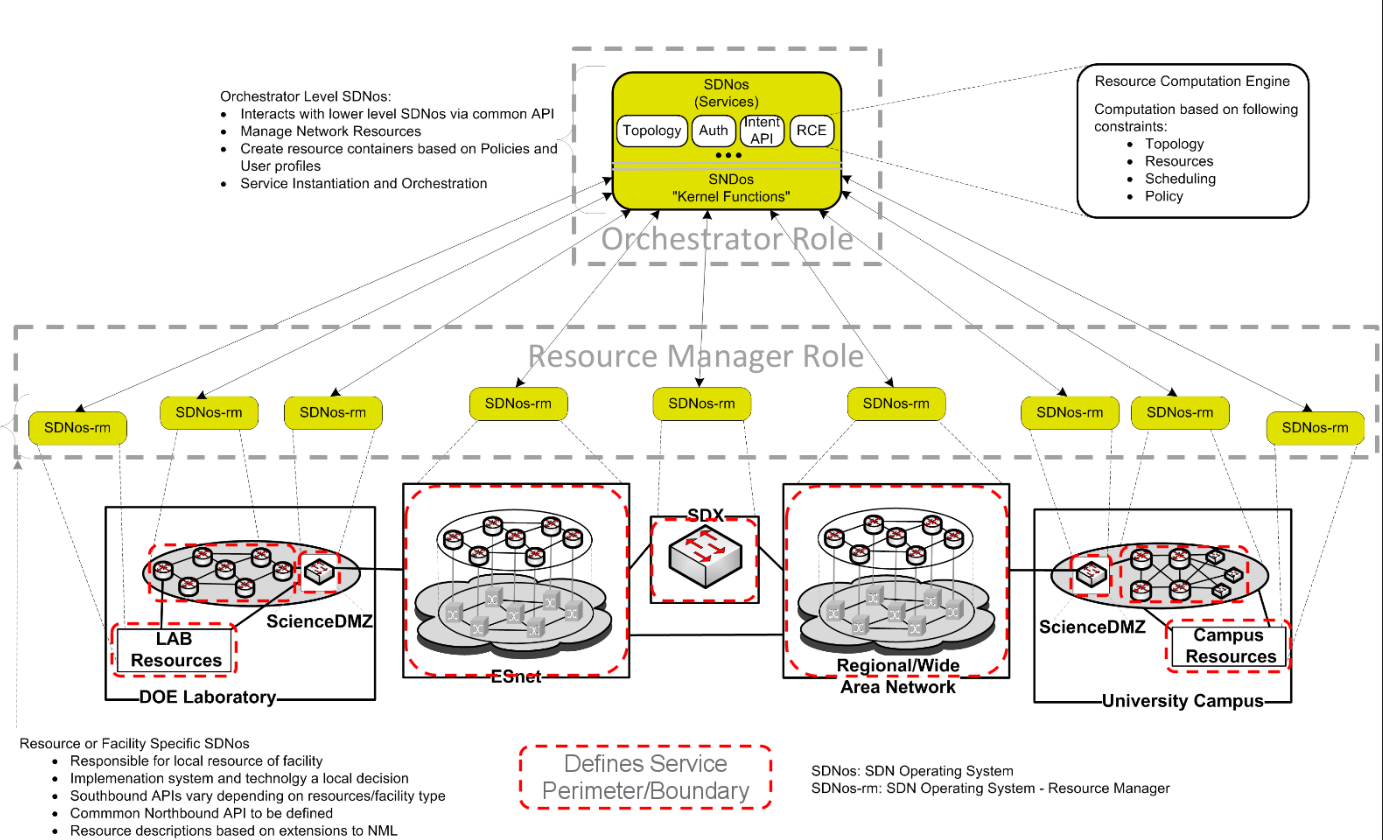 Orchestrator Level SDNos:
• Interacts with lower level SDNos via common API
• Manage Network Resources
• Create resource containers based on Policies and
User profiles
• Service Instantiation and Orchestration
SDNos
(Services)
Topology
Auth
Intent
API
RCE
•••
SNDos
"Kernel Functions"
Orchestrator Role
Resource Computation Engine
Computation based on following
constraints:
• Topology
• Resources
• Scheduling
• Policy
Resource Manager Role
SDNos-rm
SDNos-rm
SDNos-rm
SDNos-rm
SDNos-rm
SDNos-rm
SDNos-rm
SDNos-rm
SDNos-rm
ScienceDMZ
LAB
Resources
DOE Laboratory
ESnet
SDX
Regional/Wide
Area Network
ScienceDMZ
Campus
Resources
University Campus
Resource or Facility Specific SDNos
• Responsible for local resource of facility
• Implemenation system and technolgy a local decision
• Southbound APIs vary depending on resources/facility type
• Commmon Northbound API to be defined
• Resource descriptions based on extensions to NML
Defines Service
Perimeter/Boundary
SDNos: SDN Operating System
SDNos-rm: SDN Operating System - Resource Manager